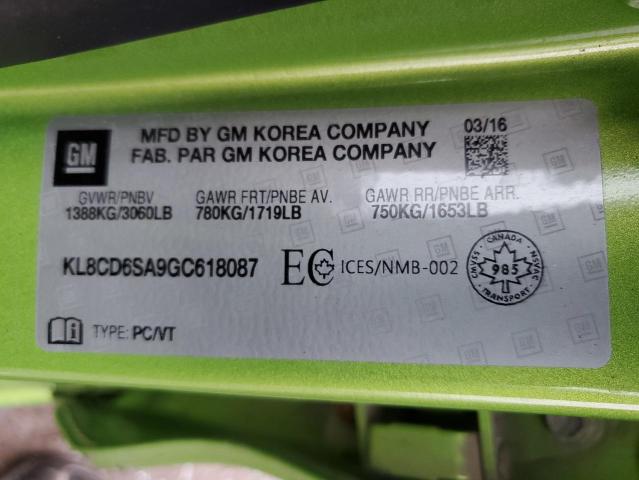 GM
MFD BY GM KOREA COMPANY
FAB. PAR GM KOREA COMPANY
03/16
GVWR/PNBV
1388KG/3060LB
GAWR FRT/PNBE AV.
780KG/1719LB
GAWR RR/PNBE ARR.
750KG/1653LB
KL8CD6SA9GC618087
EC ICES/NMB-002
CANADA
CMVSS
985
NSVAC
TRANSPORT
TYPE: PC/VT